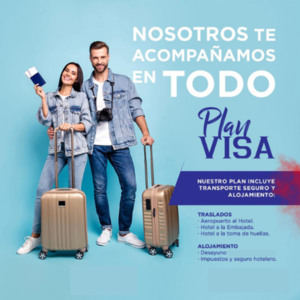 NOSOTROS TE
ACOMPAÑAMOS
EN TODO
Plan
VISA
NUESTRO PLAN INCLUYE
TRANSPORTE SEGURO Y
ALOJAMIENTO:
TRASLADOS
- Aeropuerto al Hotel.
- Hotel a la Embajada.
- Hotel a la toma de huellas.
ALOJAMIENTO
- Desayuno
- Impuestos y seguro hotelero.